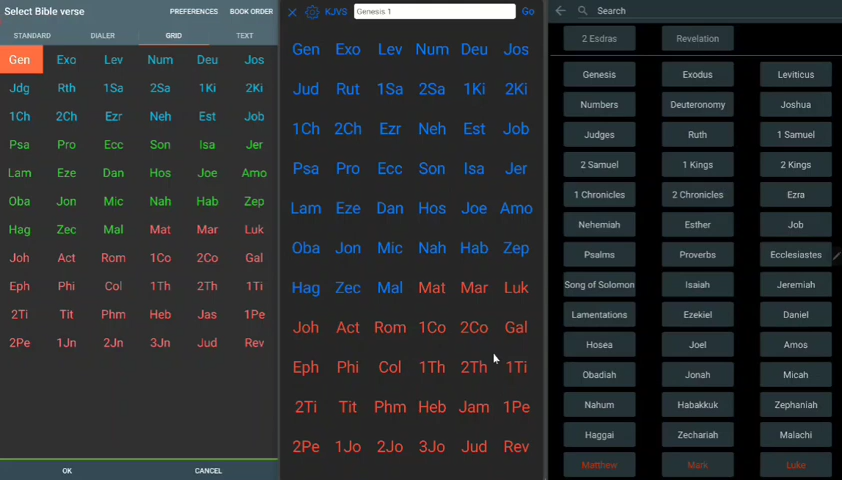 Select Bible verse PREFERENCES BOOK ORDER
STANDARD DIALER GRID TEXT
Gen Exo Lev Num Deu Jos
Jdg Rth 1Sa 2Sa 1Ki 2Ki
1Ch 2Ch Ezr Neh Est Job
Psa Pro Ecc Son Isa Jer
Lam Eze Dan Hos Joe Amo
Oba Jon Mic Nah Hab Zep
Hag Zec Mal Mat Mar Luk
Joh Act Rom 1Co 2Co Gal
Eph Phi Col 1Th 2Th 1Ti
2Ti Tit Phm Heb Jas 1Pe
2Pe 1Jn 2Jn 3Jn Jud Rev
OK CANCEL
KJVS Genesis 1 Go
Gen Exo Lev Num Deu Jos
Jud Rut 1Sa 2Sa 1Ki 2Ki
1Ch 2Ch Ezr Neh Est Job
Psa Pro Ecc Son Isa Jer
Lam Eze Dan Hos Joe Amo
Oba Jon Mic Nah Hab Zep
Hag Zec Mal Mat Mar Luk
Joh Act Rom 1Co 2Co Gal
Eph Phi Col 1Th 2Th 1Ti
2Ti Tit Phm Heb Jam 1Pe
2Pe 1Jo 2Jo 3Jo Jud Rev
Search
2 Esdras Revelation
Genesis Exodus Leviticus
Numbers Deuteronomy Joshua
Judges Ruth 1 Samuel
2 Samuel 1 Kings 2 Kings
1 Chronicles 2 Chronicles Ezra
Nehemiah Esther Job
Psalms Proverbs Ecclesiastes
Song of Solomon Isaiah Jeremiah
Lamentations Ezekiel Daniel
Hosea Joel Amos
Obadiah Jonah Micah
Nahum Habakkuk Zephaniah
Haggai Zechariah Malachi
Matthew Mark Luke